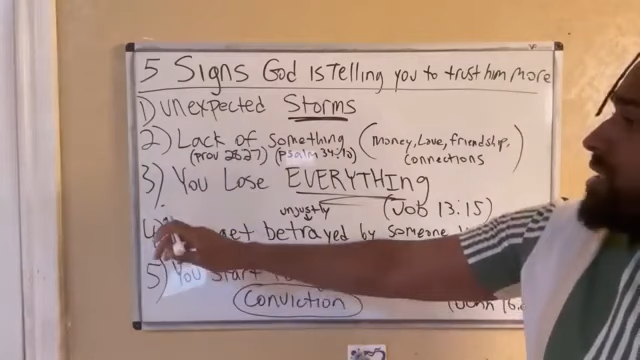 5 Signs God Is Telling you to trust him more
1) unexpected Storms
2) Lack of Something (money, Love, friendship,
connections)
(Prov 28:27) (Psalm 34:10)
3) You Lose EVERYTHIng
(Job 13:15)
unjustly
4) get betrayed by Someone
5) You Start
(Conviction)